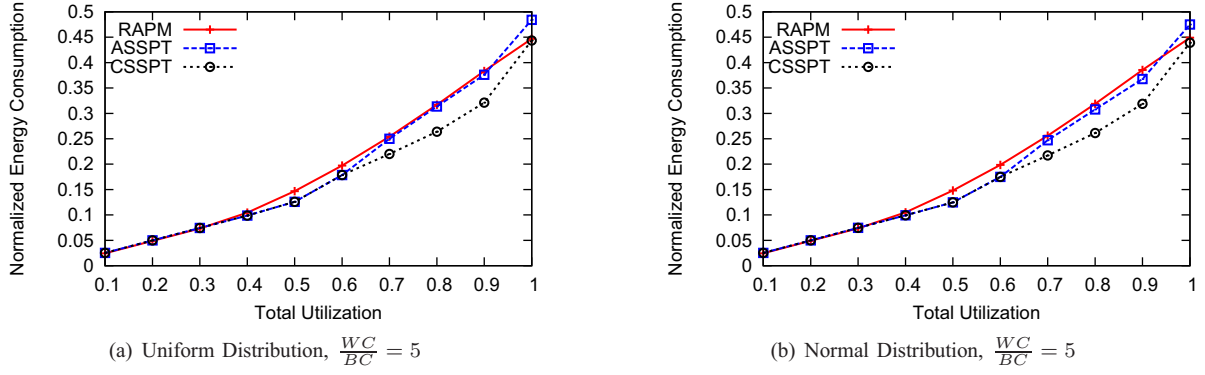 Normalized Energy Consumption
0.5
0.45
0.4
0.35
0.3
0.25
0.2
0.15
0.1
0.05
0
RAPM
ASSPT
CSSPT
0.1 0.2 0.3 0.4 0.5 0.6 0.7 0.8 0.9 1
Total Utilization
(a) Uniform Distribution, WC/BC = 5
Normalized Energy Consumption
0.5
0.45
0.4
0.35
0.3
0.25
0.2
0.15
0.1
0.05
0
RAPM
ASSPT
CSSPT
0.1 0.2 0.3 0.4 0.5 0.6 0.7 0.8 0.9 1
Total Utilization
(b) Normal Distribution, WC/BC = 5